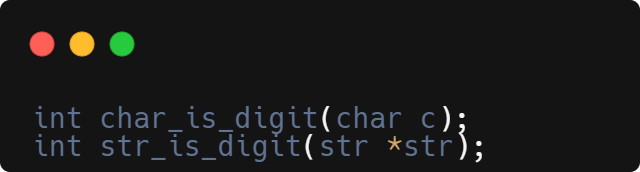 int char_is_digit(char c);
int str_is_digit(str *str);